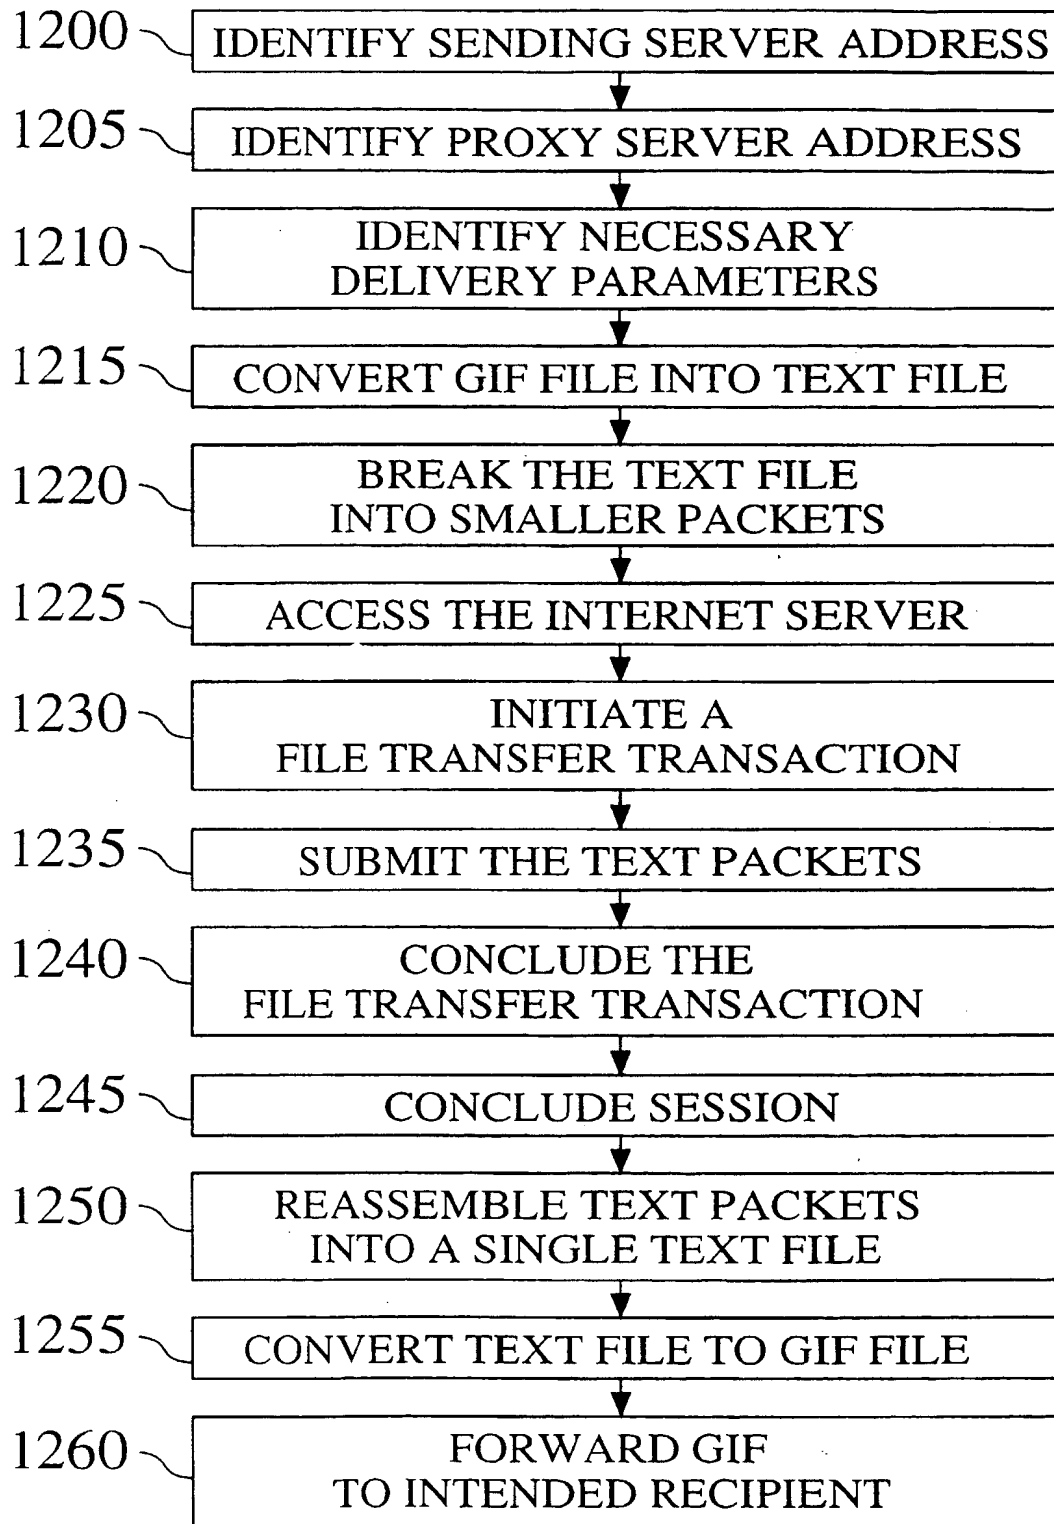 1200 IDENTIFY SENDING SERVER ADDRESS
1205 IDENTIFY PROXY SERVER ADDRESS
1210 IDENTIFY NECESSARY
DELIVERY PARAMETERS
1215 CONVERT GIF FILE INTO TEXT FILE
1220 BREAK THE TEXT FILE
INTO SMALLER PACKETS
1225 ACCESS THE INTERNET SERVER
1230 INITIATE A
FILE TRANSFER TRANSACTION
1235 SUBMIT THE TEXT PACKETS
1240 CONCLUDE THE
FILE TRANSFER TRANSACTION
1245 CONCLUDE SESSION
1250 REASSEMBLE TEXT PACKETS
INTO A SINGLE TEXT FILE
1255 CONVERT TEXT FILE TO GIF FILE
1260 FORWARD GIF
TO INTENDED RECIPIENT